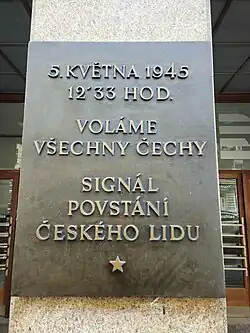 5. KVĚTNA 1945
12'33 HOD.
VOLÁME
VŠECHNY ČECHY
SIGNÁL
POVSTÁNÍ
ČESKÉHO LIDU